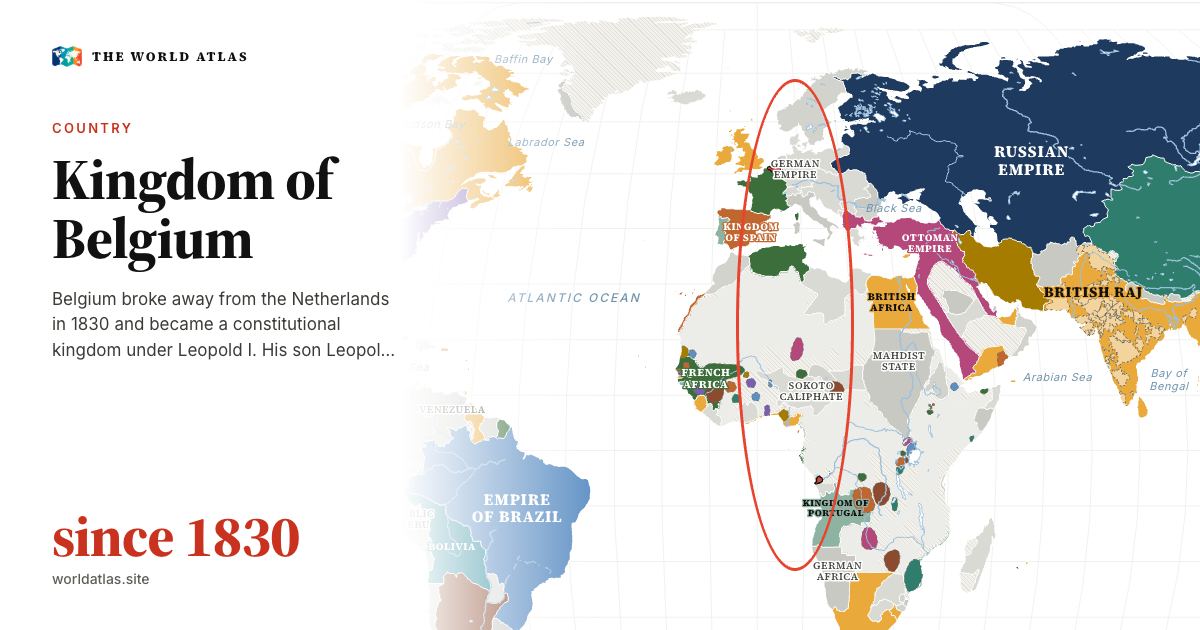 THE WORLD ATLAS
COUNTRY
Kingdom of
Belgium
Belgium broke away from the Netherlands
in 1830 and became a constitutional
kingdom under Leopold I. His son Leopol...
since 1830
worldatlas.site
Baffin Bay
Labrador Sea
RUSSIAN
EMPIRE
GERMAN
EMPIRE
Black Sea
KINGDOM
OF SPAIN
OTTOMAN
EMPIRE
ATLANTIC OCEAN
BRITISH
AFRICA
BRITISH RAJ
MAHDIST
STATE
Arabian Sea
Bay of
Bengal
FRENCH
AFRICA
SOKOTO
CALIPHATE
VENEZUELA
EMPIRE
OF BRAZIL
KINGDOM OF
PORTUGAL
BOLIVIA
GERMAN
AFRICA